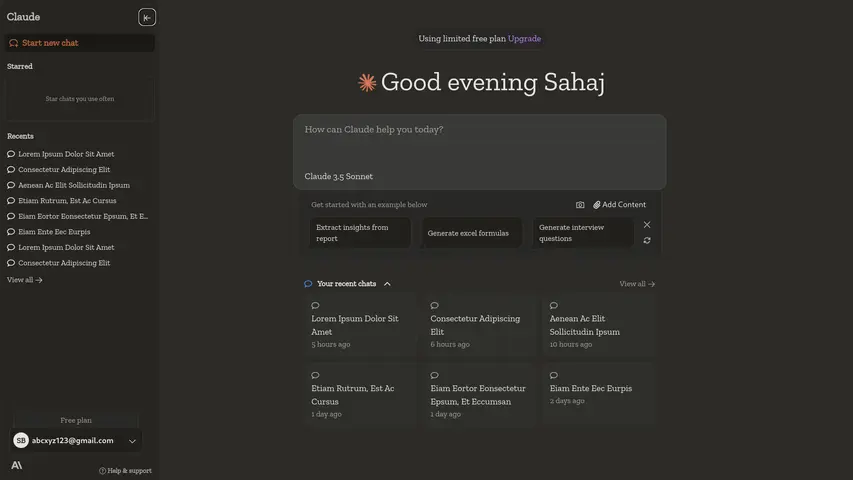 Claude
Start new chat
Starred
Star chats you use often
Recents
Lorem Ipsum Dolor Sit Amet
Consectetur Adipiscing Elit
Aenean Ac Elit Sollicitudin Ipsum
Etiam Rutrum, Est Ac Cursus
Eiam Eortor Eonsectetur Epsum, Et E...
Eiam Ente Eec Eurpis
Lorem Ipsum Dolor Sit Amet
Consectetur Adipiscing Elit
View all →
Free plan
SB abcxyz123@gmail.com
A\
Help & support
Using limited free plan Upgrade
Good evening Sahaj
How can Claude help you today?
Claude 3.5 Sonnet
Get started with an example below
Add Content
Extract insights from
report
Generate excel formulas
Generate interview
questions
Your recent chats
View all →
Lorem Ipsum Dolor Sit
Amet
5 hours ago
Consectetur Adipiscing
Elit
6 hours ago
Aenean Ac Elit
Sollicitudin Ipsum
10 hours ago
Etiam Rutrum, Est Ac
Cursus
1 day ago
Eiam Eortor Eonsectetur
Epsum, Et Eccumsan
1 day ago
Eiam Ente Eec Eurpis
2 days ago